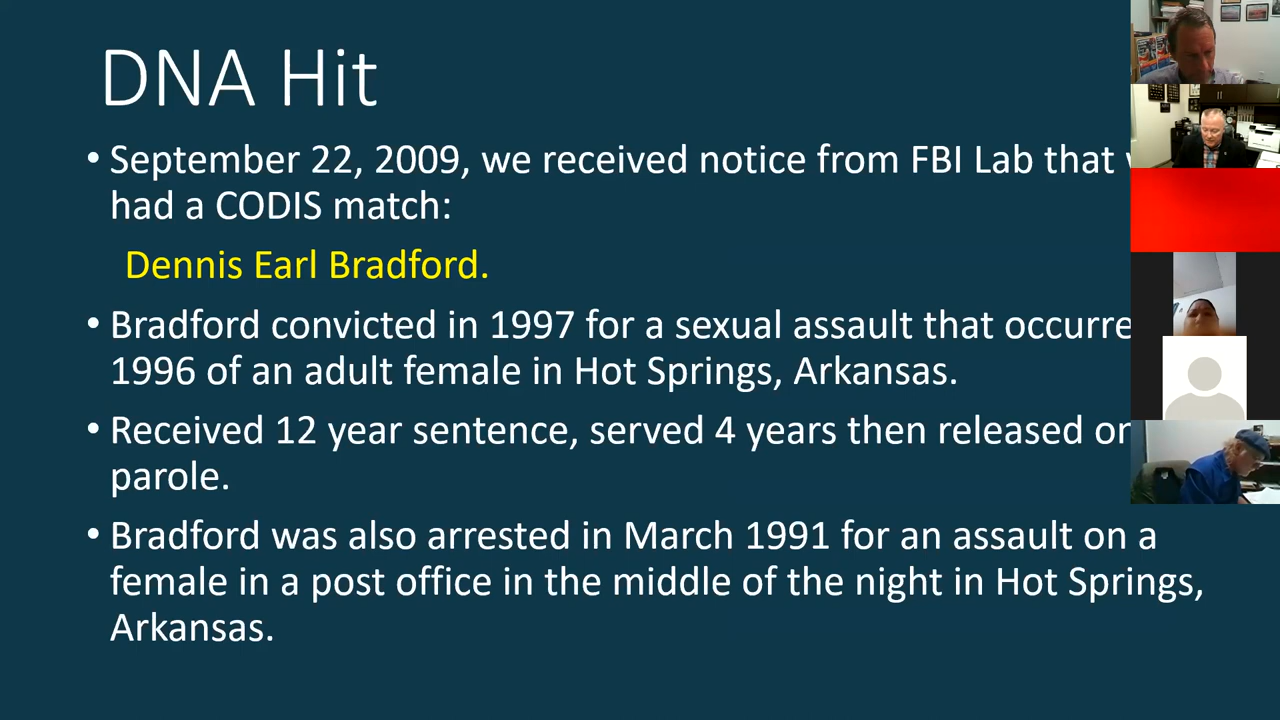 DNA Hit
• September 22, 2009, we received notice from FBI Lab that
had a CODIS match:
Dennis Earl Bradford.
• Bradford convicted in 1997 for a sexual assault that occurre
1996 of an adult female in Hot Springs, Arkansas.
• Received 12 year sentence, served 4 years then released on
parole.
• Bradford was also arrested in March 1991 for an assault on a
female in a post office in the middle of the night in Hot Springs,
Arkansas.